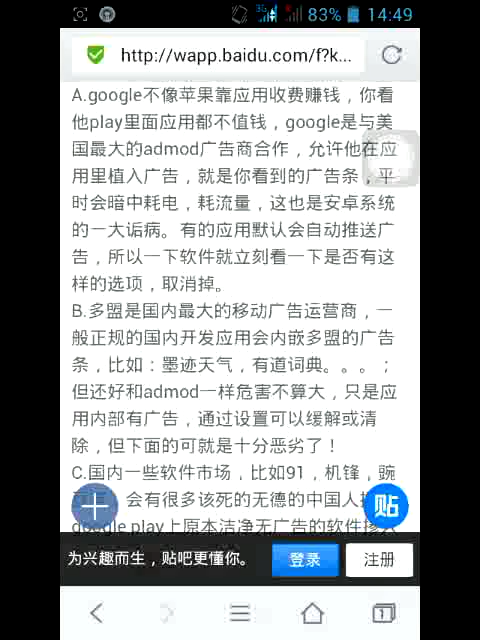 3G 83% 14:49
http://wapp.baidu.com/f?k...
A.google不像苹果靠应用收费赚钱，你看
他play里面应用都不值钱，google是与美
国最大的admod广告商合作，允许他在应
用里植入广告，就是你看到的广告条，平
时会暗中耗电，耗流量，这也是安卓系统
的一大诟病。有的应用默认会自动推送广
告，所以一下软件就立刻看一下是否有这
样的选项，取消掉。
B.多盟是国内最大的移动广告运营商，一
般正规的国内开发应用会内嵌多盟的广告
条，比如：墨迹天气，有道词典。。。；
但还好和admod一样危害不算大，只是应
用内部有广告，通过设置可以缓解或清
除，但下面的可就是十分恶劣了！
C.国内一些软件市场，比如91，机锋，豌
会有很多该死的无德的中国人
google play上原本洁净无广告的软件掺入
贴
为兴趣而生，贴吧更懂你。 登录 注册
1